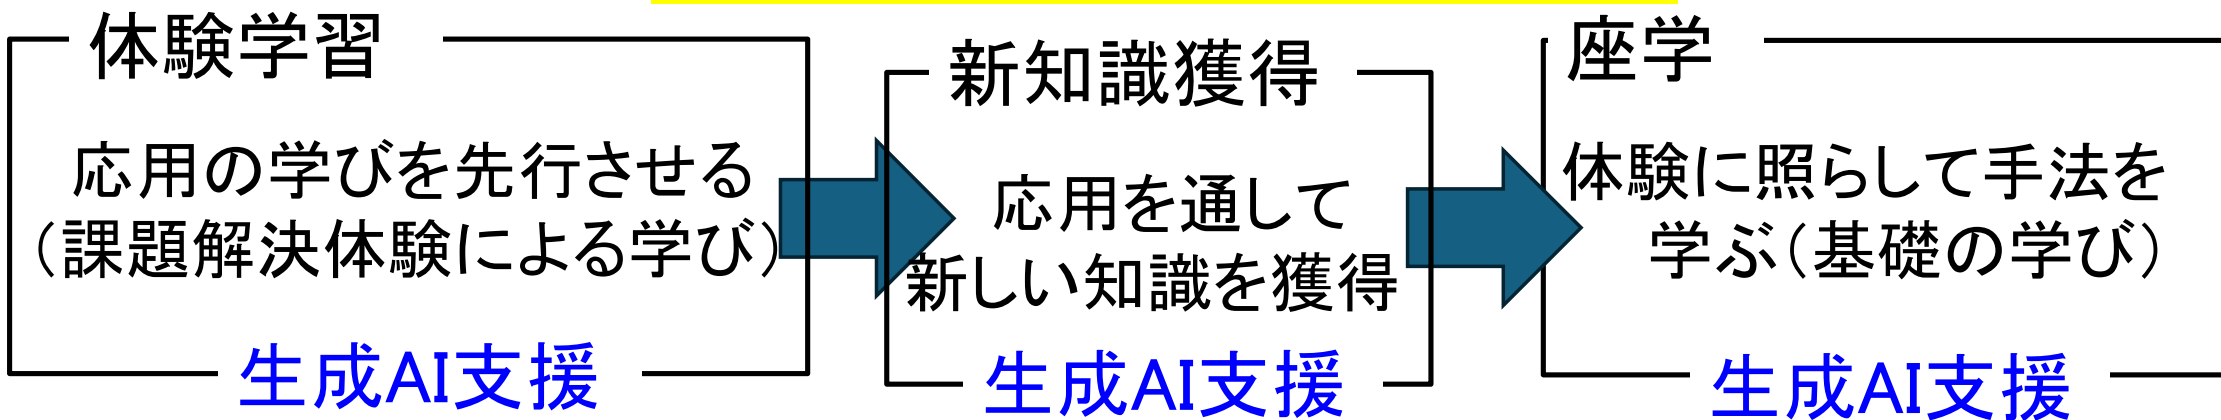 体験学習
応用の学びを先行させる
（課題解決体験による学び）
生成AI支援
新知識獲得
応用を通して
新しい知識を獲得
生成AI支援
座学
体験に照らして手法を
学ぶ（基礎の学び）
生成AI支援